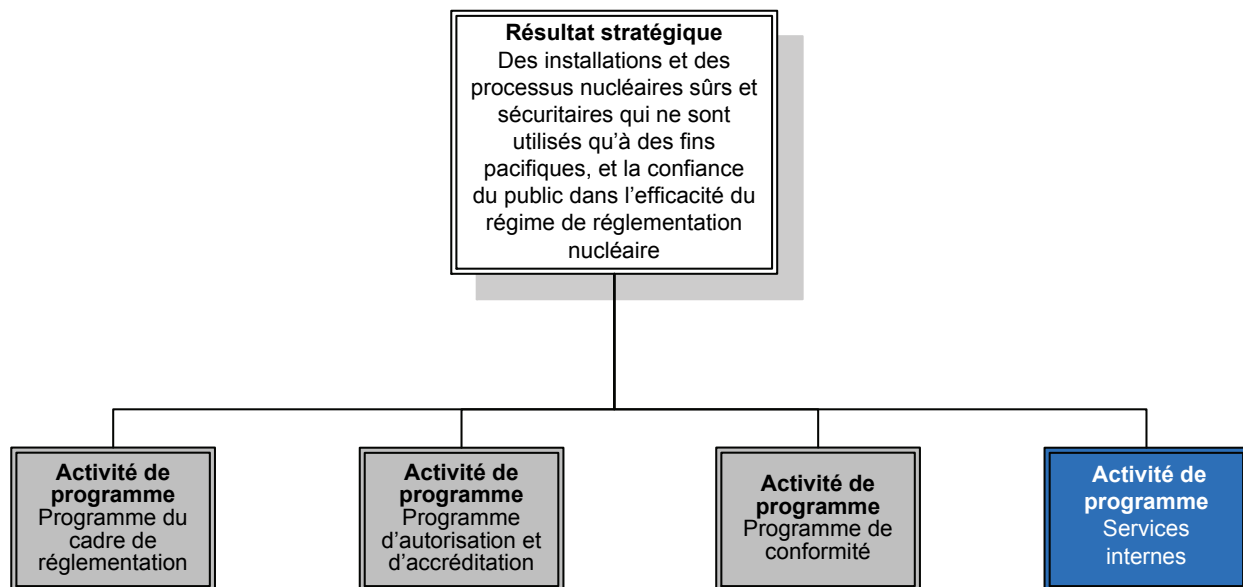 Résultat stratégique
Des installations et des
processus nucléaires sûrs et
sécuritaires qui ne sont
utilisés qu’à des fins
pacifiques, et la confiance
du public dans l’efficacité du
régime de réglementation
nucléaire
Activité de
programme
Programme du
cadre de
réglementation
Activité de
programme
Programme
d’autorisation et
d’accréditation
Activité de
programme
Programme de
conformité
Activité de
programme
Services
internes